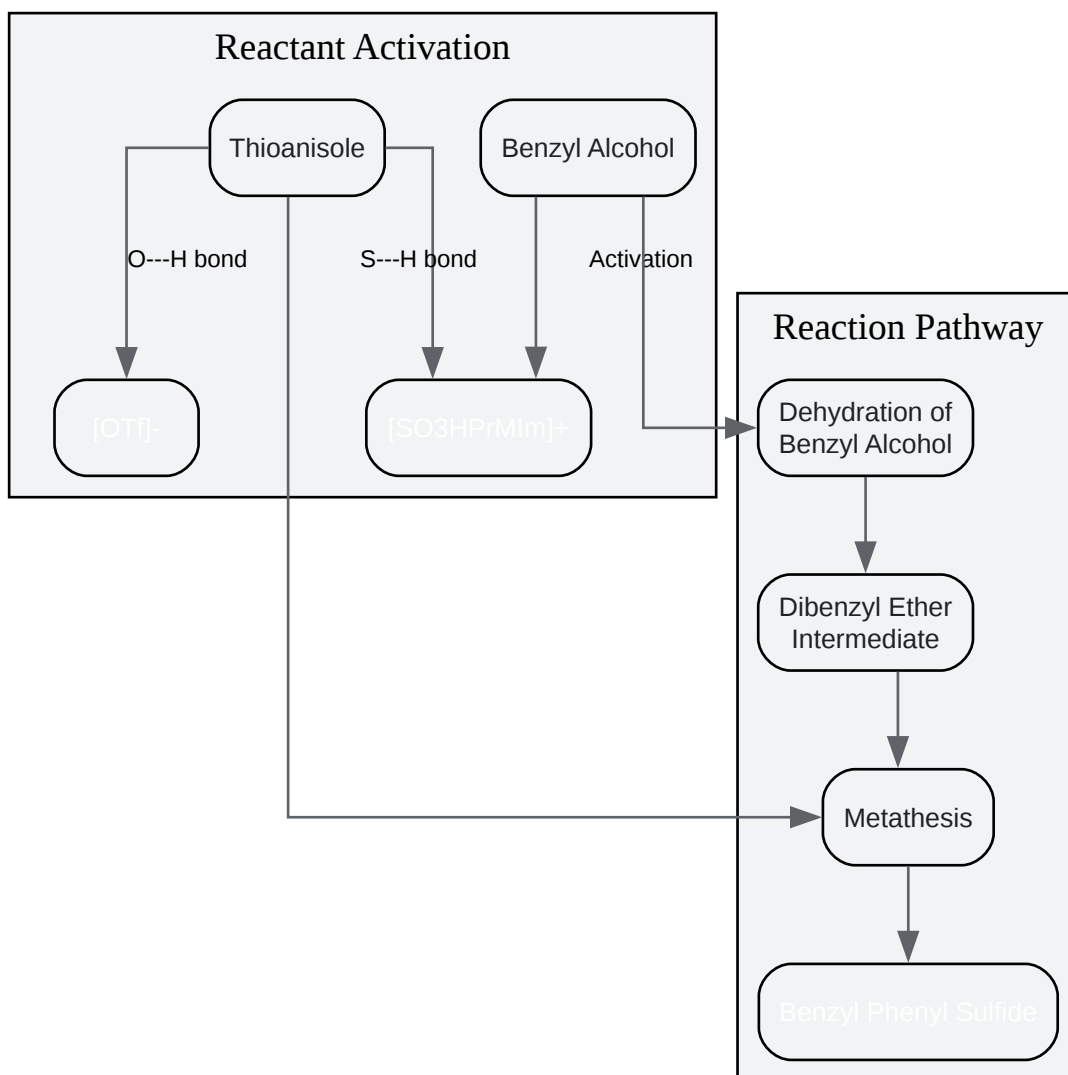 Reactant Activation
Thioanisole
Benzyl Alcohol
O---H bond
S---H bond
Activation
[OTf]-
[SO3HPrMIm]+
Reaction Pathway
Dehydration of
Benzyl Alcohol
Dibenzyl Ether
Intermediate
Metathesis
Benzyl Phenyl Sulfide